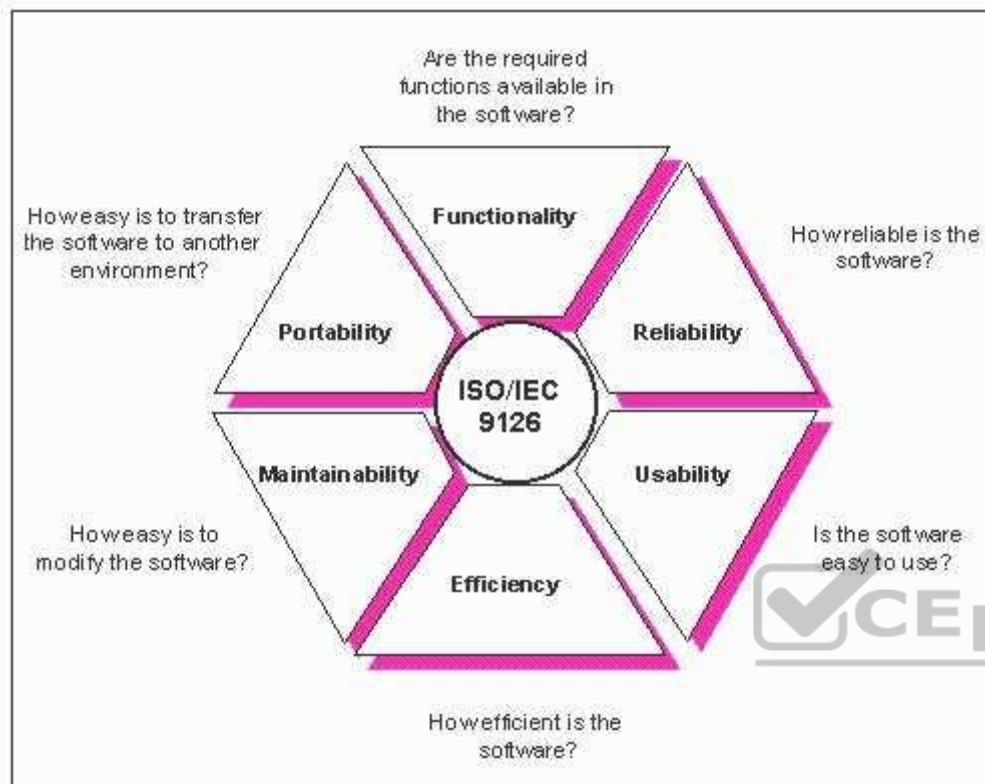 Are the required
functions available in
the software?
Functionality
How easy is to transfer
the software to another
environment?
How reliable is the
software?
Portability
Reliability
ISO/IEC
9126
Maintainability
Usability
How easy is to
modify the software?
Is the software
easy to use?
Efficiency
CE
How efficient is the
software?